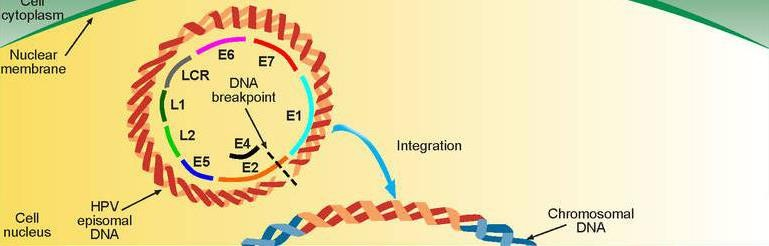 Cell
cytoplasm
Nuclear
membrane
E6
E7
LCR
DNA
breakpoint
L1
E1
L2
E4
E5
E2
Integration
HPV
episomal
DNA
Cell
nucleus
Chromosomal
DNA